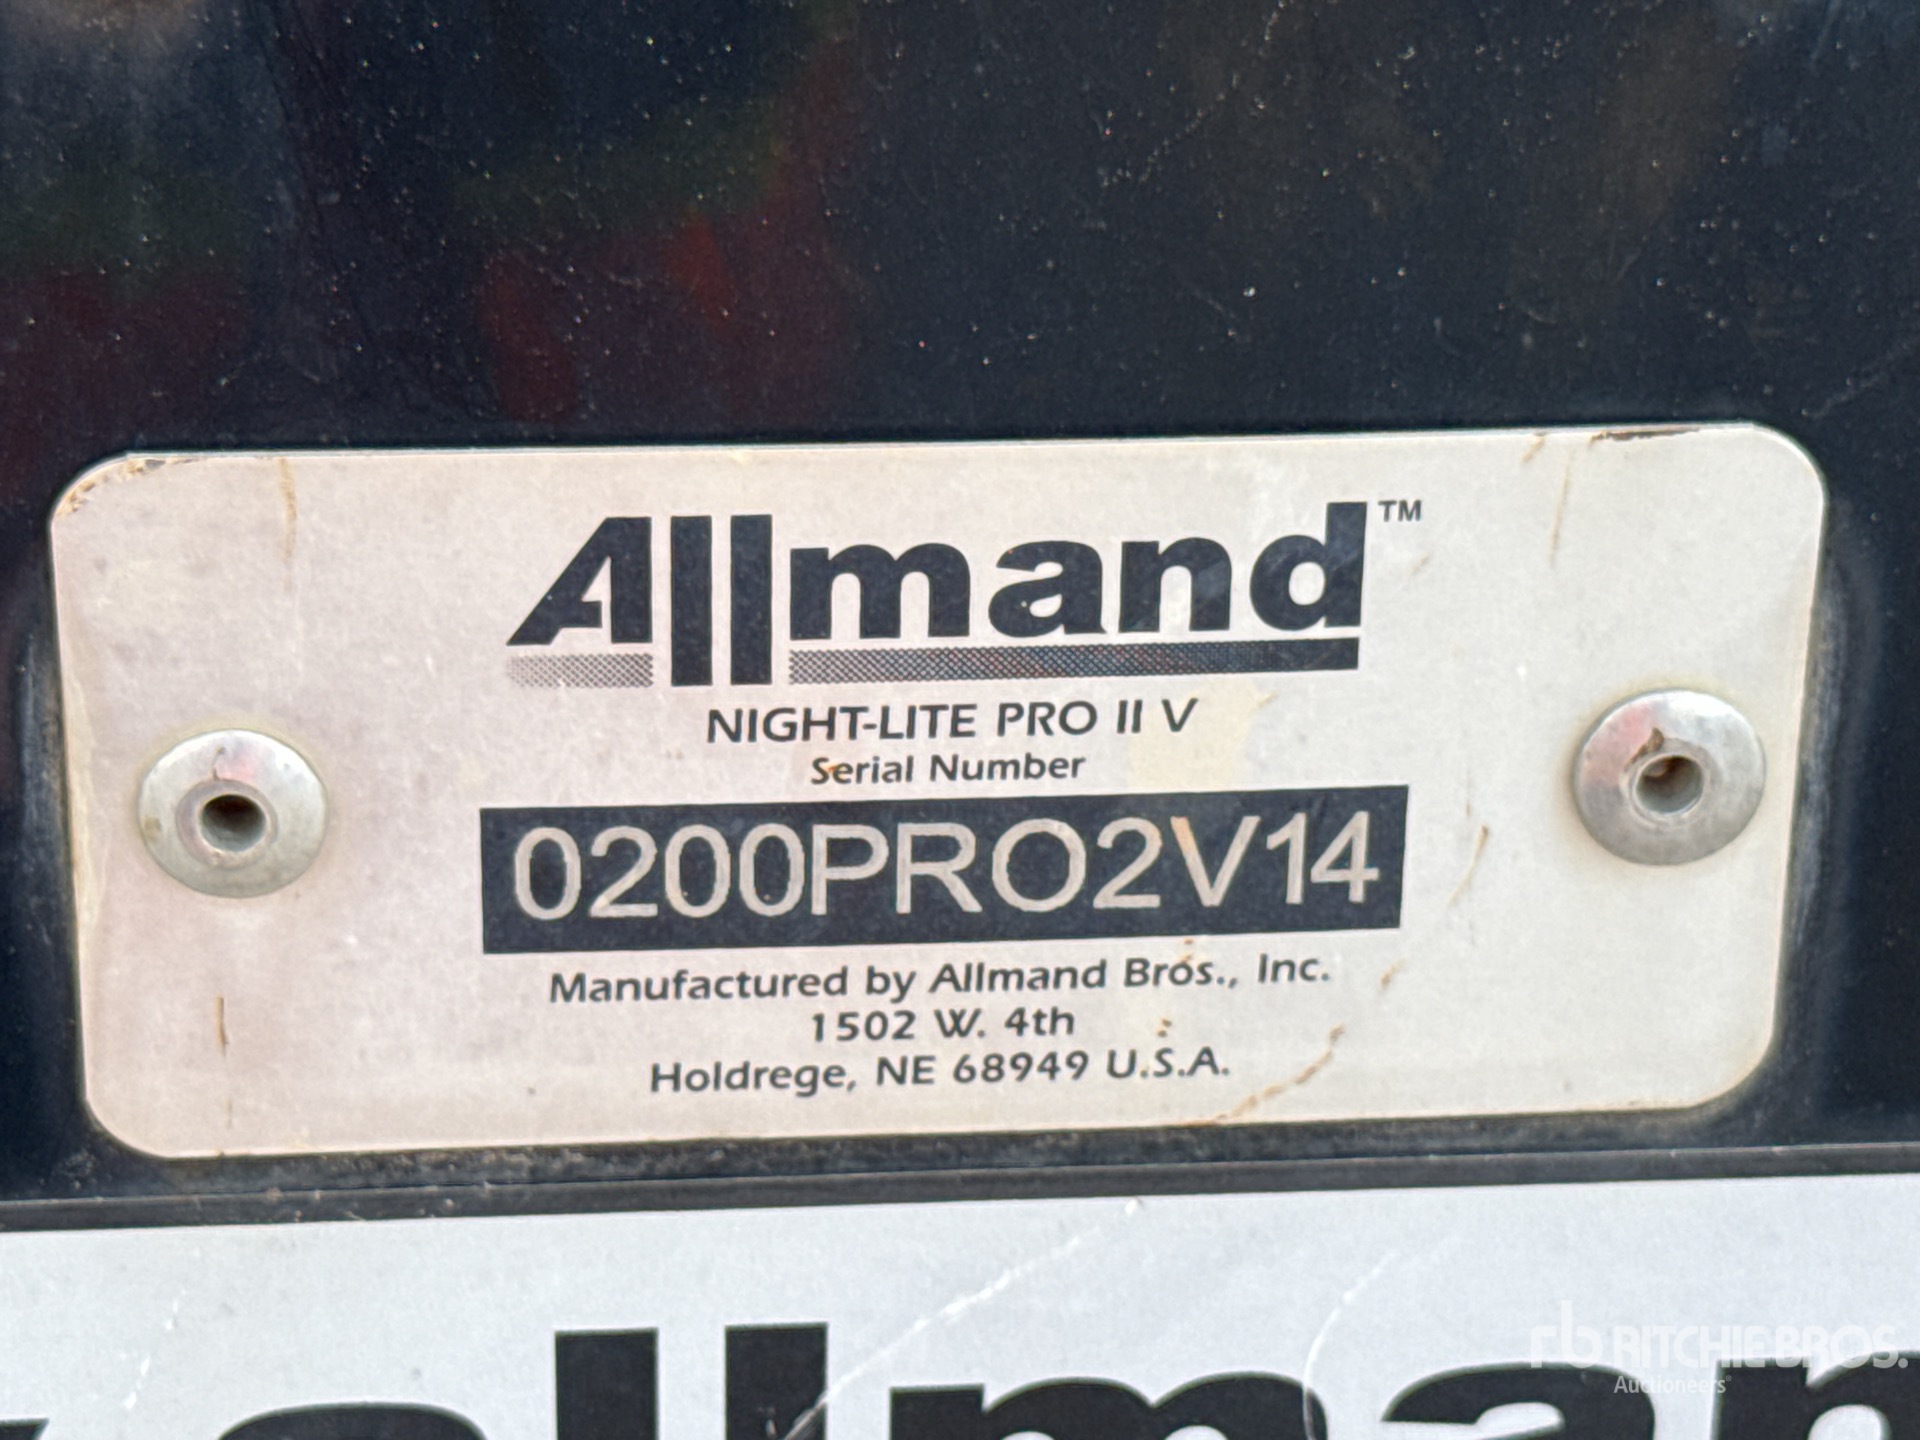 Allmand™
NIGHT-LITE PRO II V
Serial Number
0200PRO2V14
Manufactured by Allmand Bros., Inc.
1502 W. 4th
Holdrege, NE 68949 U.S.A.
rb RITCHIE BROS.
Auctioneers